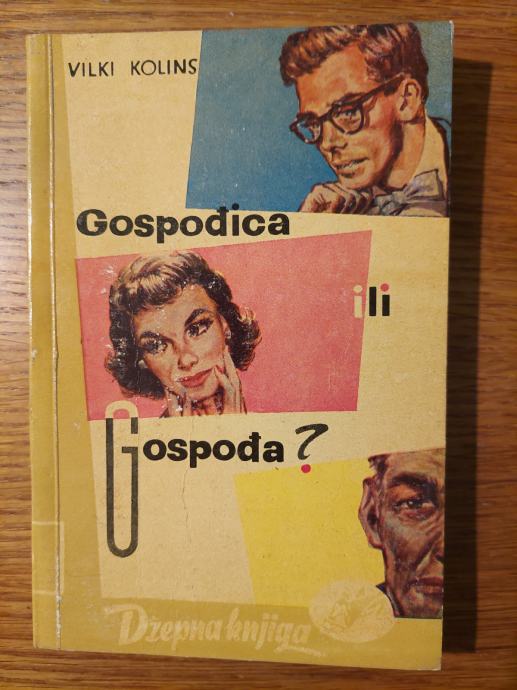 VILKI KOLINS
Gospođica
ili
Gospođa?
Džepna knjiga